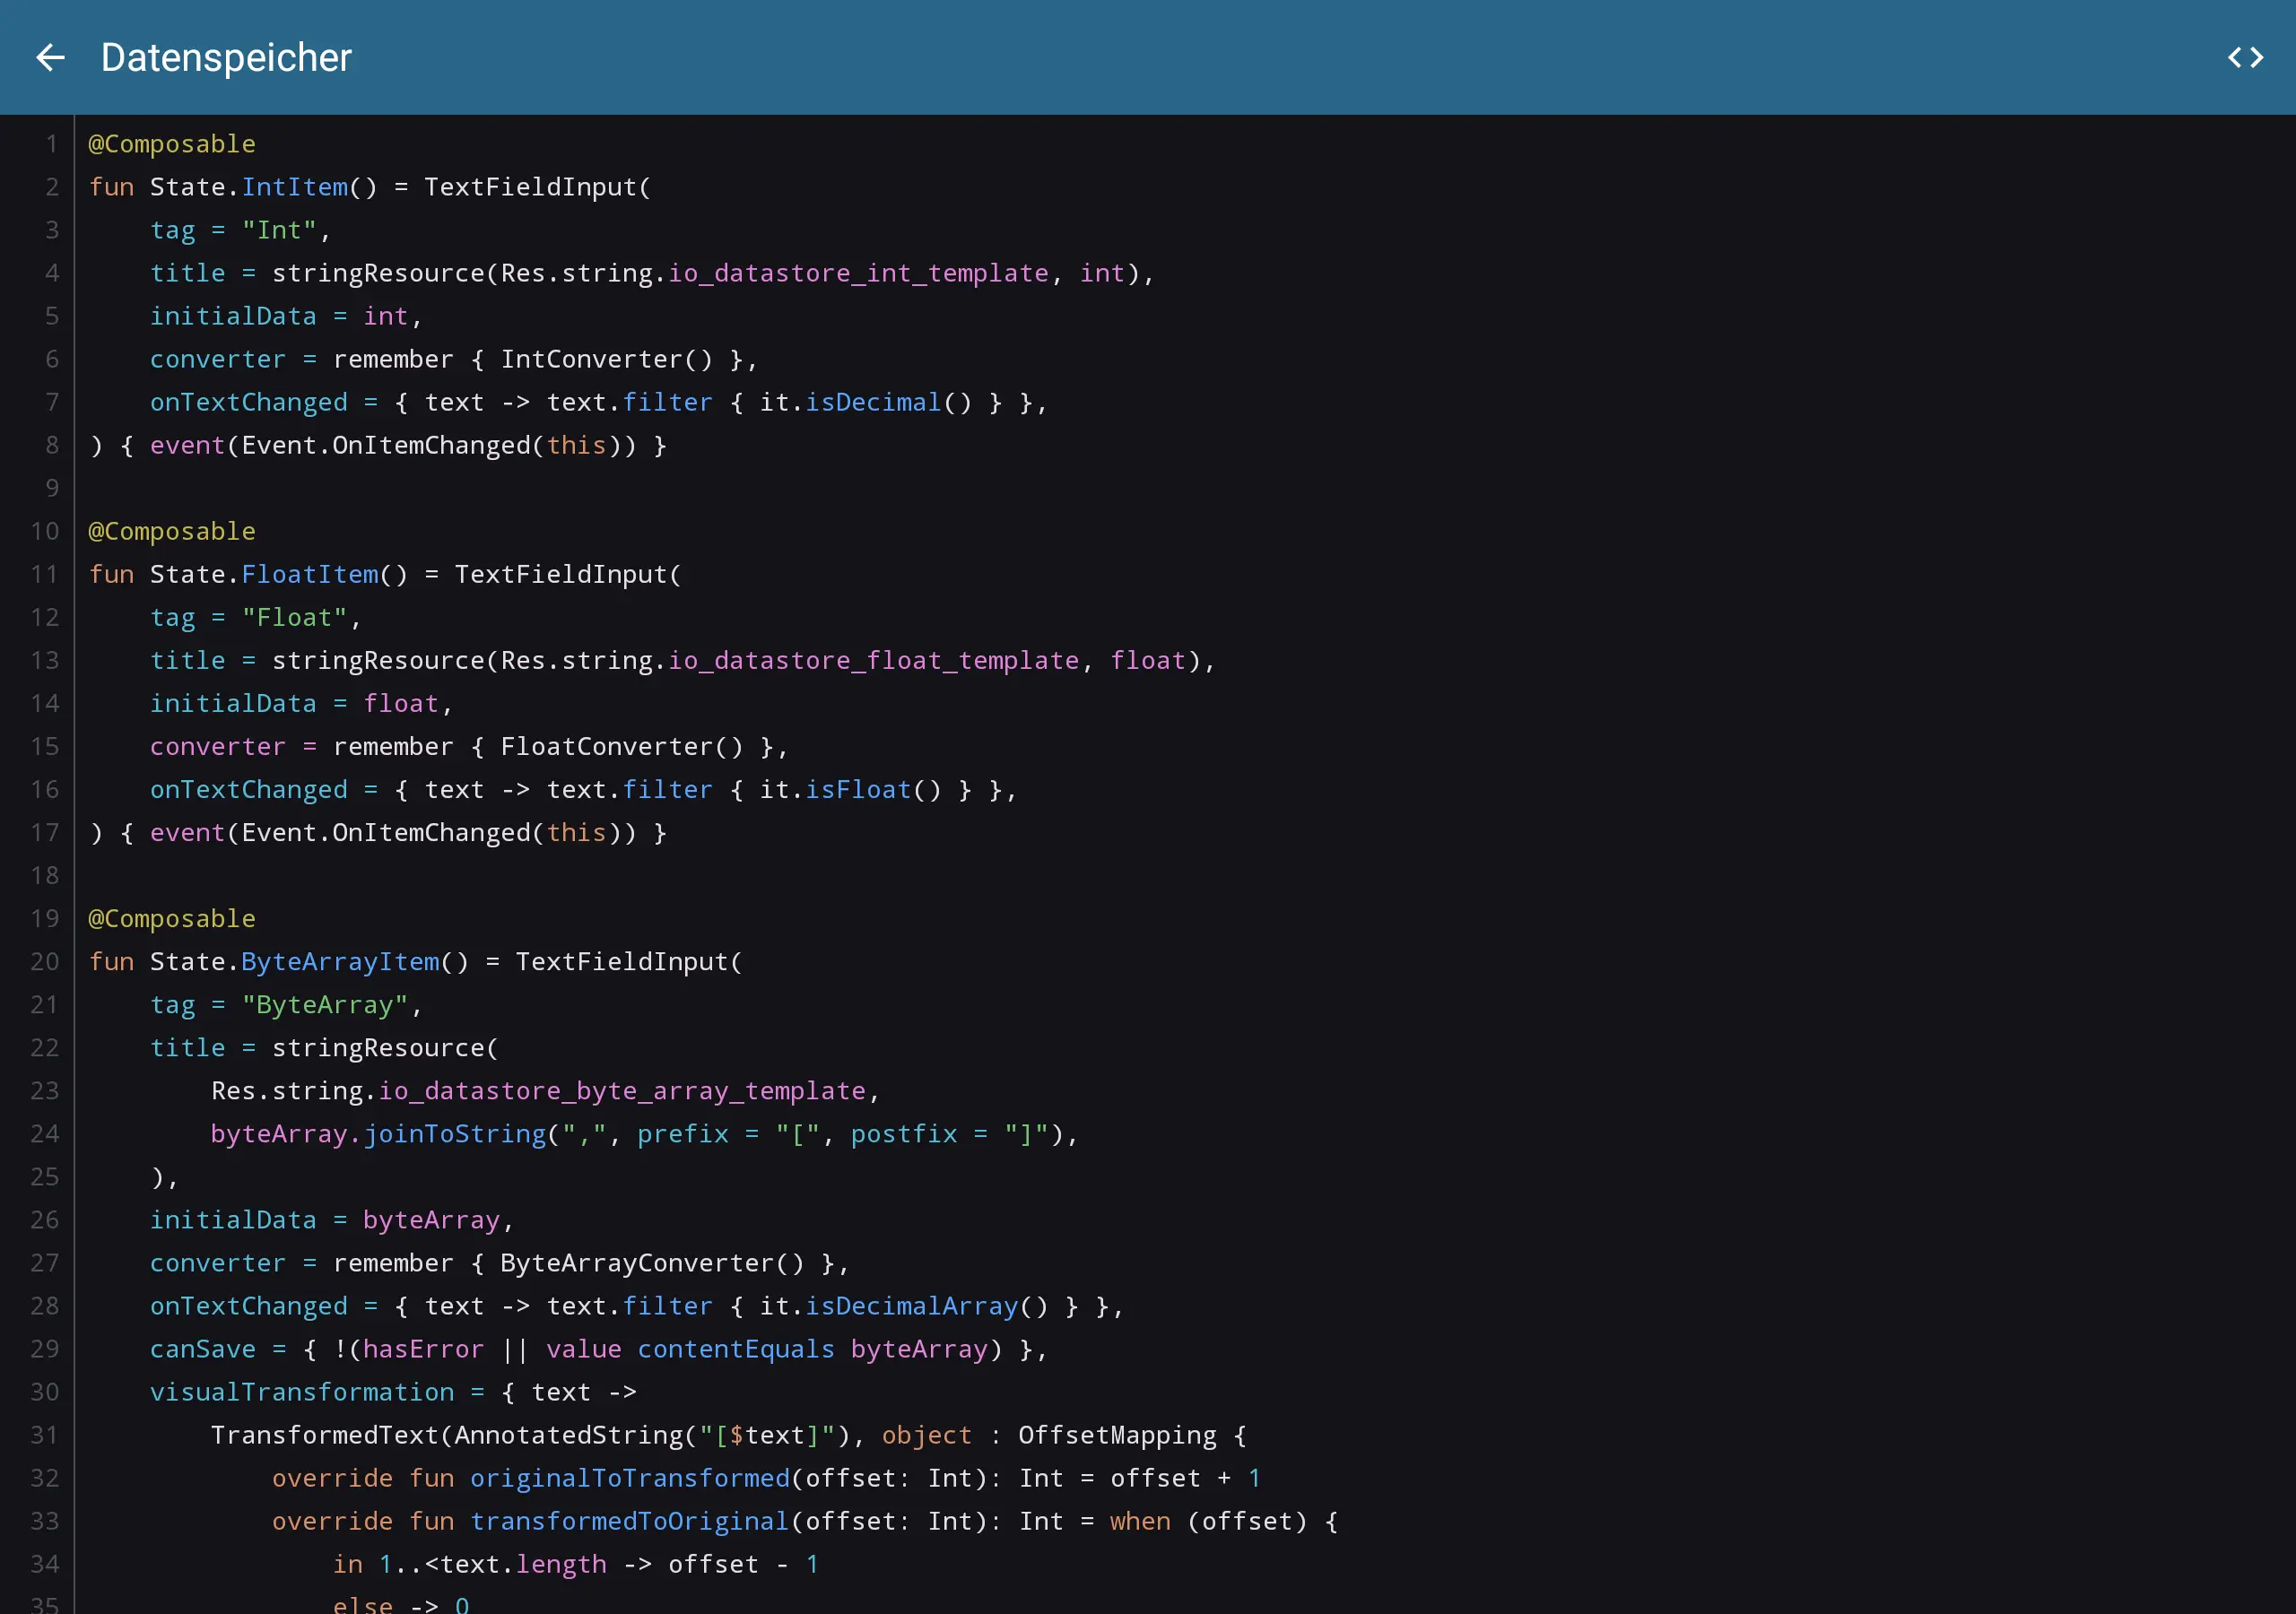 Datenspeicher
1 @Composable
2 fun State.IntItem() = TextFieldInput(
3     tag = "Int",
4     title = stringResource(Res.string.io_datastore_int_template, int),
5     initialData = int,
6     converter = remember { IntConverter() },
7     onTextChanged = { text -> text.filter { it.isDecimal() } },
8 ) { event(Event.OnItemChanged(this)) }
9
10 @Composable
11 fun State.FloatItem() = TextFieldInput(
12     tag = "Float",
13     title = stringResource(Res.string.io_datastore_float_template, float),
14     initialData = float,
15     converter = remember { FloatConverter() },
16     onTextChanged = { text -> text.filter { it.isFloat() } },
17 ) { event(Event.OnItemChanged(this)) }
18
19 @Composable
20 fun State.ByteArrayItem() = TextFieldInput(
21     tag = "ByteArray",
22     title = stringResource(
23         Res.string.io_datastore_byte_array_template,
24         byteArray.joinToString(",", prefix = "[", postfix = "]"),
25     ),
26     initialData = byteArray,
27     converter = remember { ByteArrayConverter() },
28     onTextChanged = { text -> text.filter { it.isDecimalArray() } },
29     canSave = { !(hasError || value contentEquals byteArray) },
30     visualTransformation = { text ->
31         TransformedText(AnnotatedString("[$text]"), object : OffsetMapping {
32             override fun originalToTransformed(offset: Int): Int = offset + 1
33             override fun transformedToOriginal(offset: Int): Int = when (offset) {
34                 in 1..<text.length -> offset - 1
35                 else -> 0